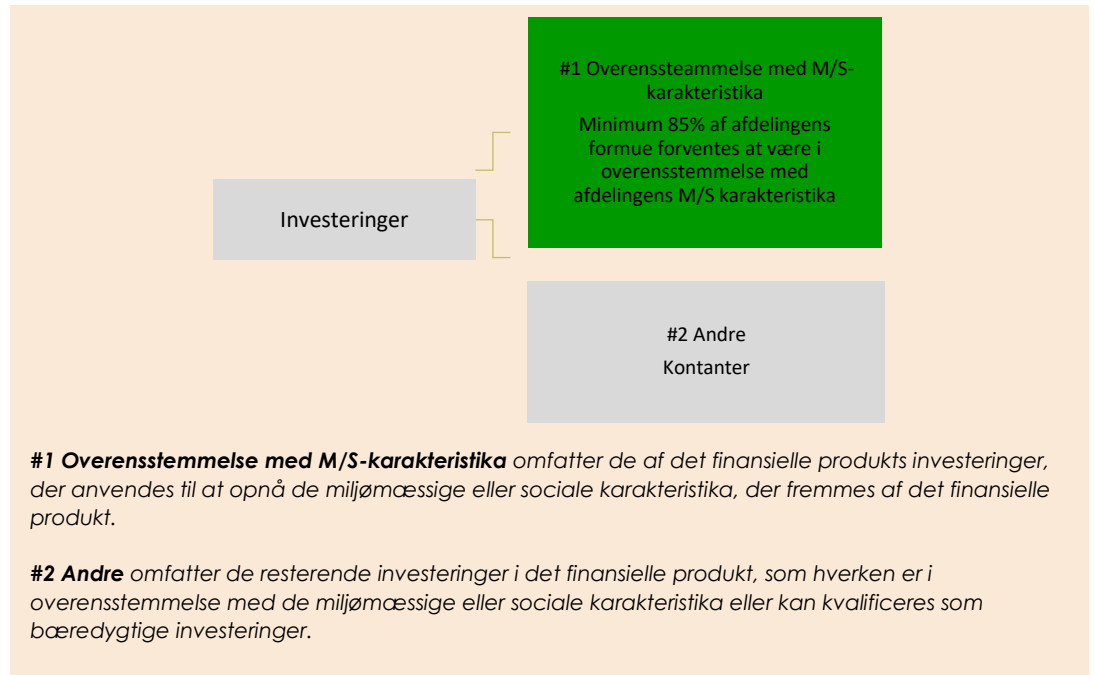 #1 Overenssteammelse med M/S-
karakteristika
Minimum 85% af afdelingens
formue forventes at være i
overensstemmelse med
afdelingens M/S karakteristika
Investeringer
#2 Andre
Kontanter
#1 Overensstemmelse med M/S-karakteristika omfatter de af det finansielle produkts investeringer,
der anvendes til at opnå de miljømæssige eller sociale karakteristika, der fremmes af det finansielle
produkt.
#2 Andre omfatter de resterende investeringer i det finansielle produkt, som hverken er i
overensstemmelse med de miljømæssige eller sociale karakteristika eller kan kvalificeres som
bæredygtige investeringer.